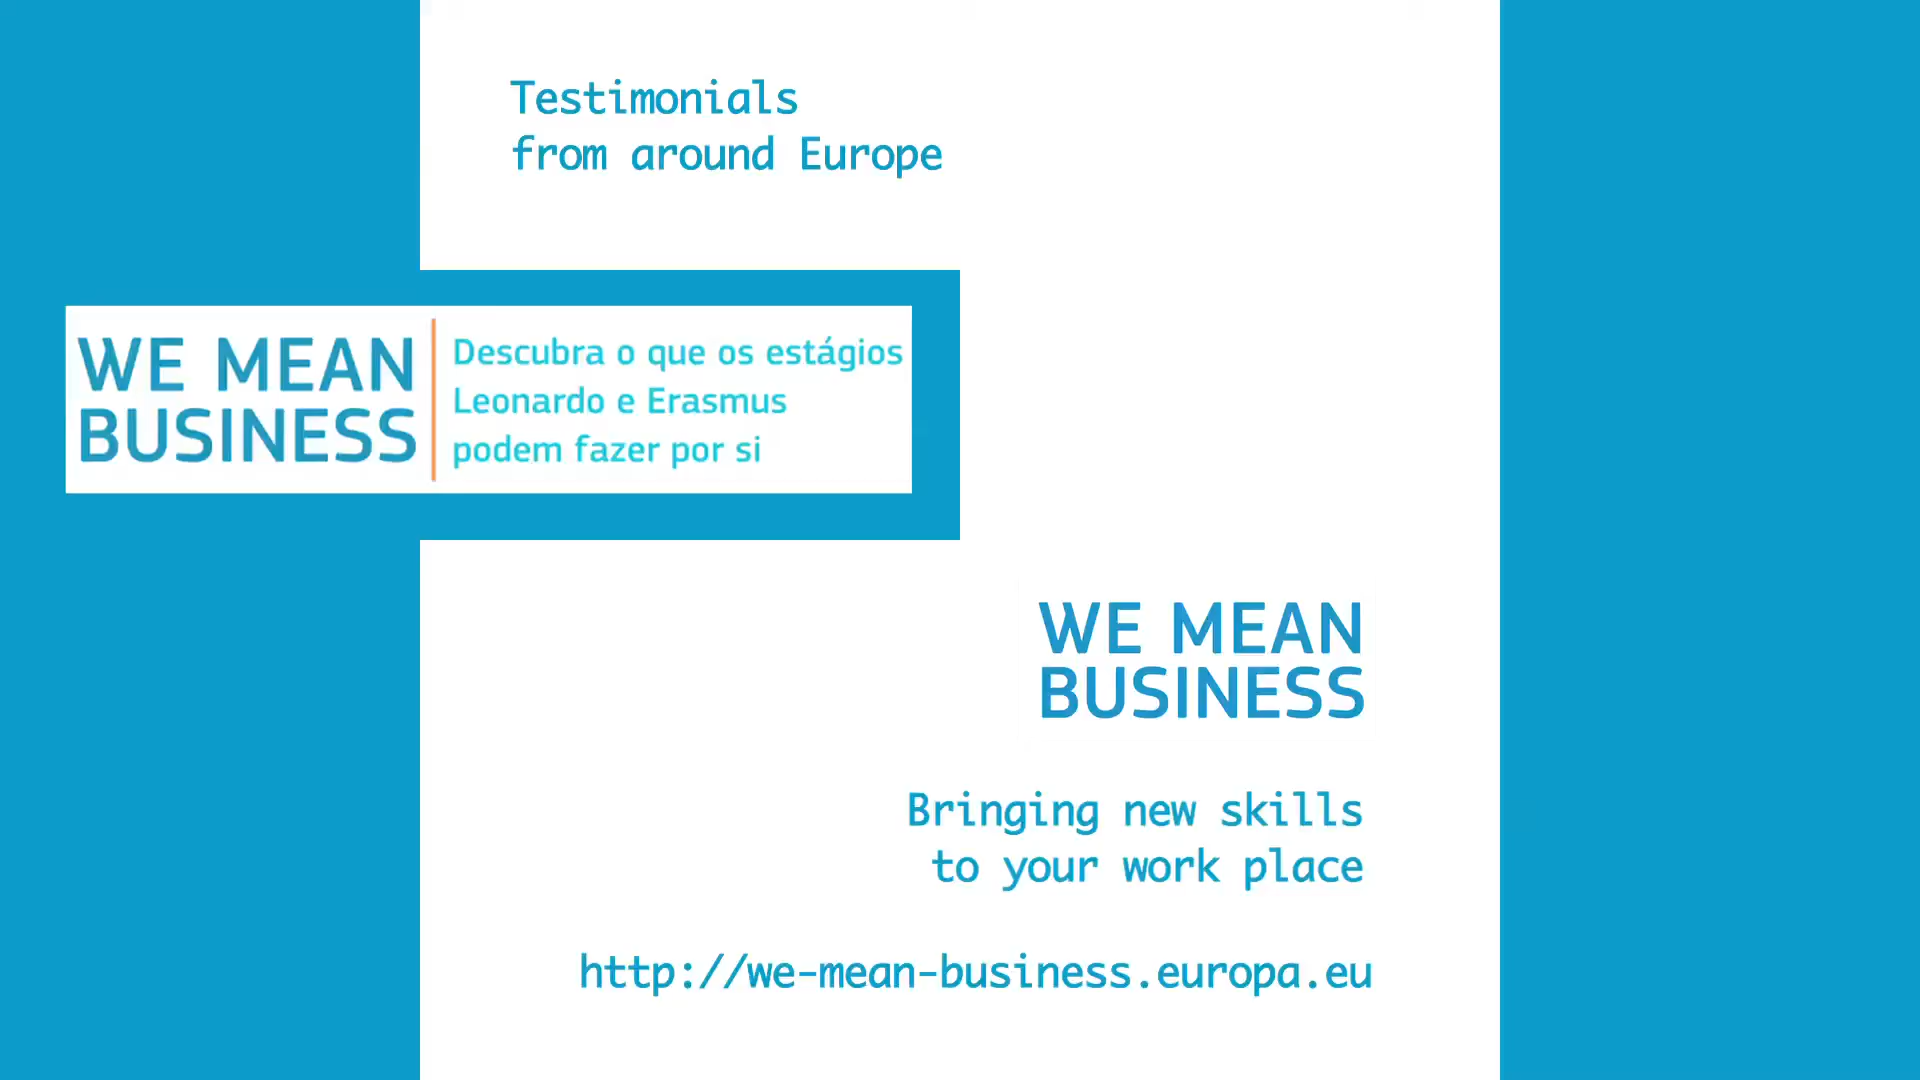 Testimonials
from around Europe
WE MEAN
BUSINESS
Descubra o que os estágios
Leonardo e Erasmus
podem fazer por si
WE MEAN
BUSINESS
Bringing new skills
to your work place
http://we-mean-business.europa.eu